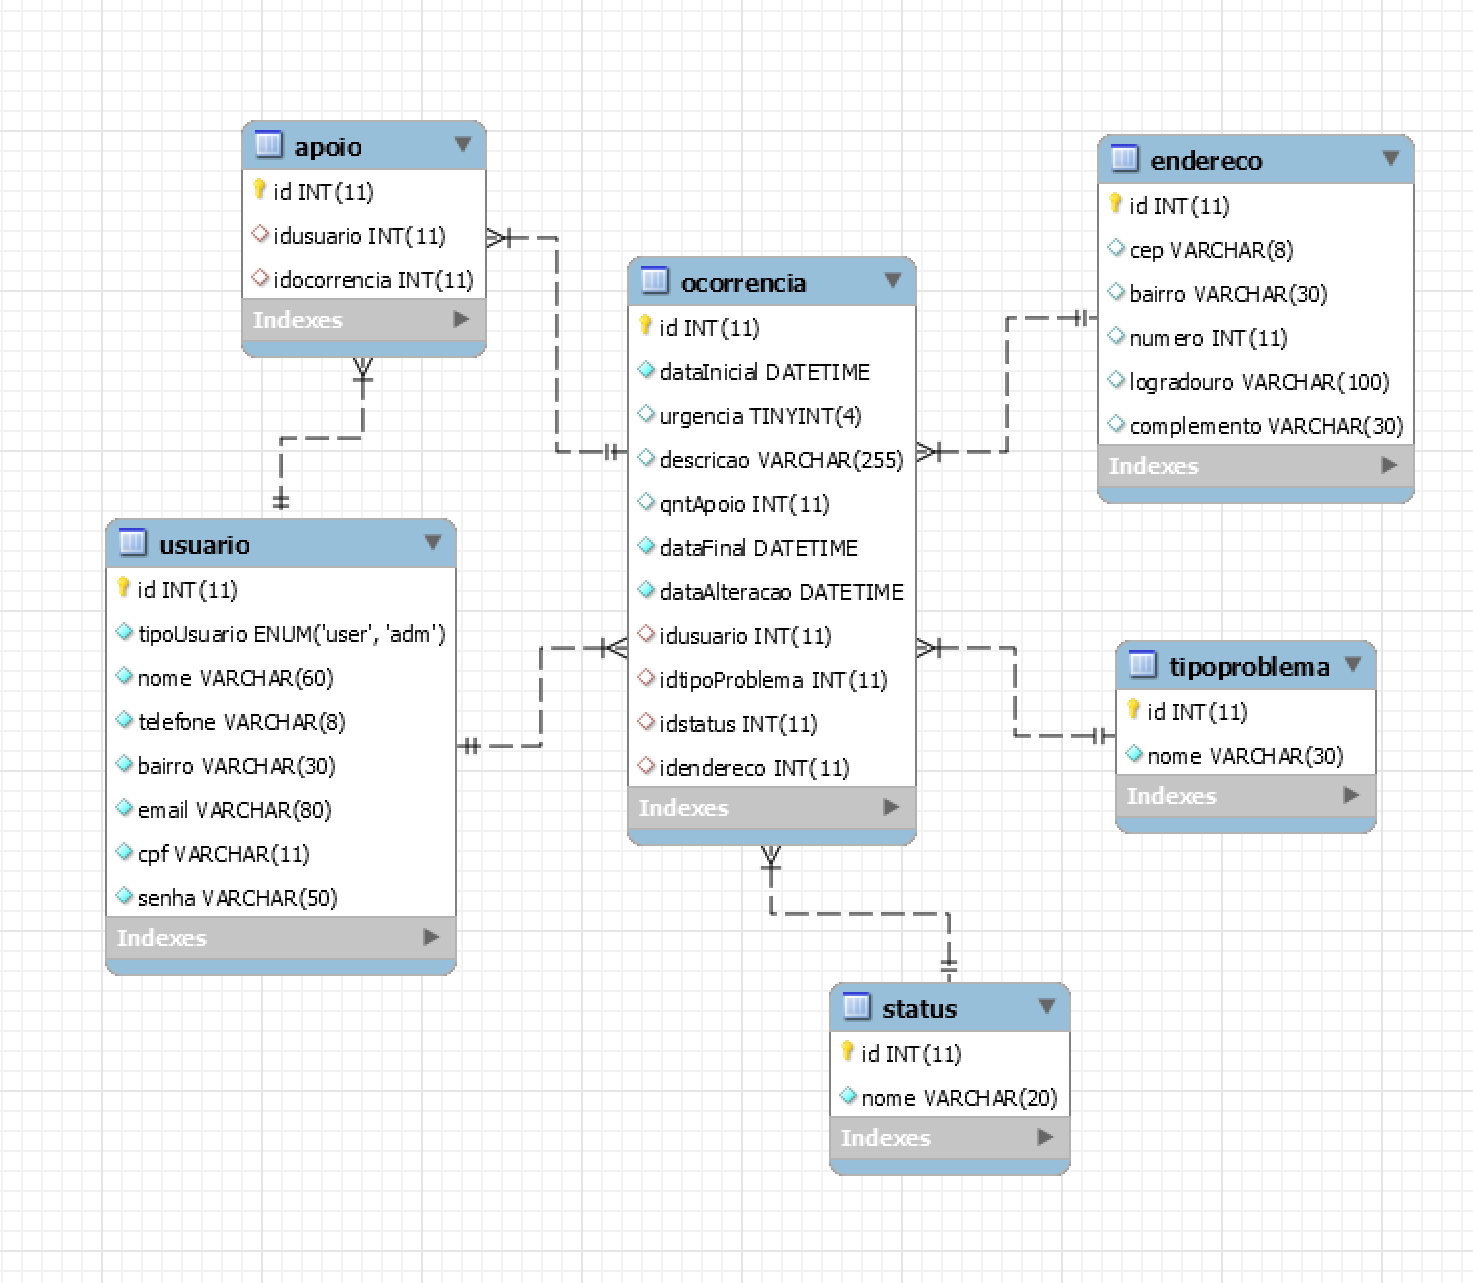 apoio
id INT(11)
idusuario INT(11)
idocorrencia INT(11)
Indexes
usuario
id INT(11)
tipoUsuario ENUM('user', 'adm')
nome VARCHAR(60)
telefone VARCHAR(8)
bairro VARCHAR(30)
email VARCHAR(80)
cpf VARCHAR(11)
senha VARCHAR(50)
Indexes
ocorrencia
id INT(11)
dataInicial DATETIME
urgencia TINYINT(4)
descricao VARCHAR(255)
qntApoio INT(11)
dataFinal DATETIME
dataAlteracao DATETIME
idusuario INT(11)
idtipoProblema INT(11)
idstatus INT(11)
idendereco INT(11)
Indexes
endereco
id INT(11)
cep VARCHAR(8)
bairro VARCHAR(30)
numero INT(11)
logradouro VARCHAR(100)
complemento VARCHAR(30)
Indexes
tipoproblema
id INT(11)
nome VARCHAR(30)
Indexes
status
id INT(11)
nome VARCHAR(20)
Indexes